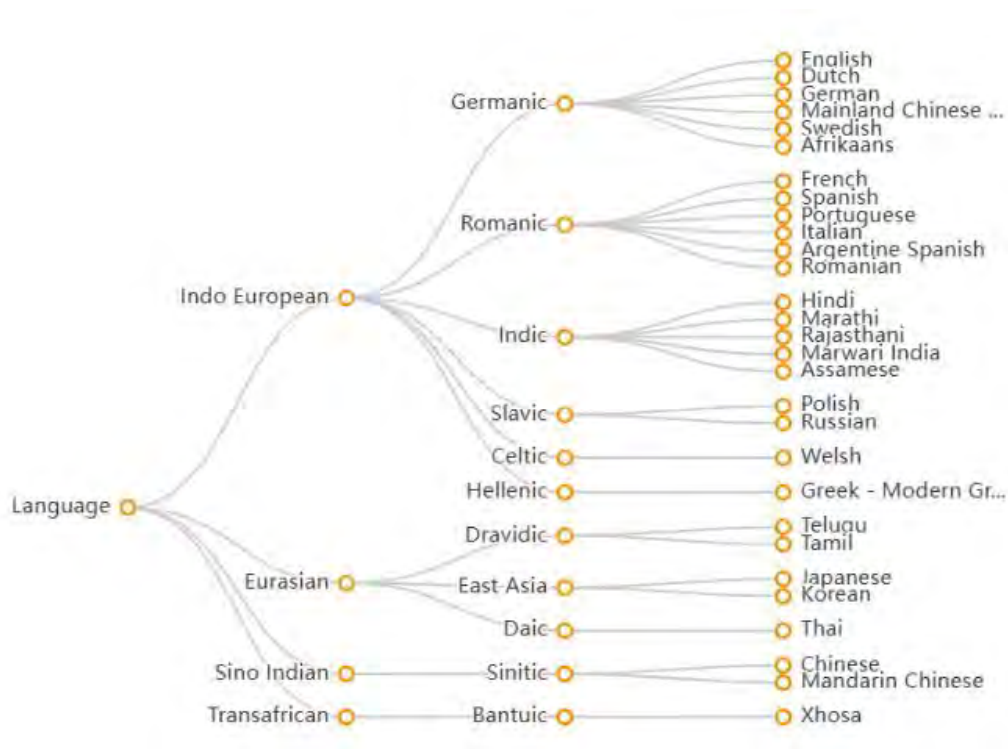 Language
Indo European
Germanic
English
Dutch
German
Mainland Chinese ...
Swedish
Afrikaans
Romanic
French
Spanish
Portuguese
Italian
Argentine Spanish
Romanian
Indic
Hindi
Marathi
Rajasthani
Marwari India
Assamese
Slavic
Polish
Russian
Celtic
Welsh
Hellenic
Greek - Modern Gr...
Eurasian
Dravidic
Telugu
Tamil
East Asia
Japanese
Korean
Daic
Thai
Sino Indian
Sinitic
Chinese
Mandarin Chinese
Transafrican
Bantuic
Xhosa